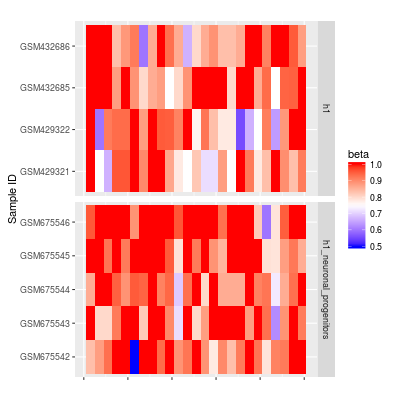 GSM432686
GSM432685
GSM429322
GSM429321
h1
Sample ID
GSM675546
GSM675545
GSM675544
GSM675543
GSM675542
h1_neuronal_progenitors
beta
1.0
0.9
0.8
0.7
0.6
0.5